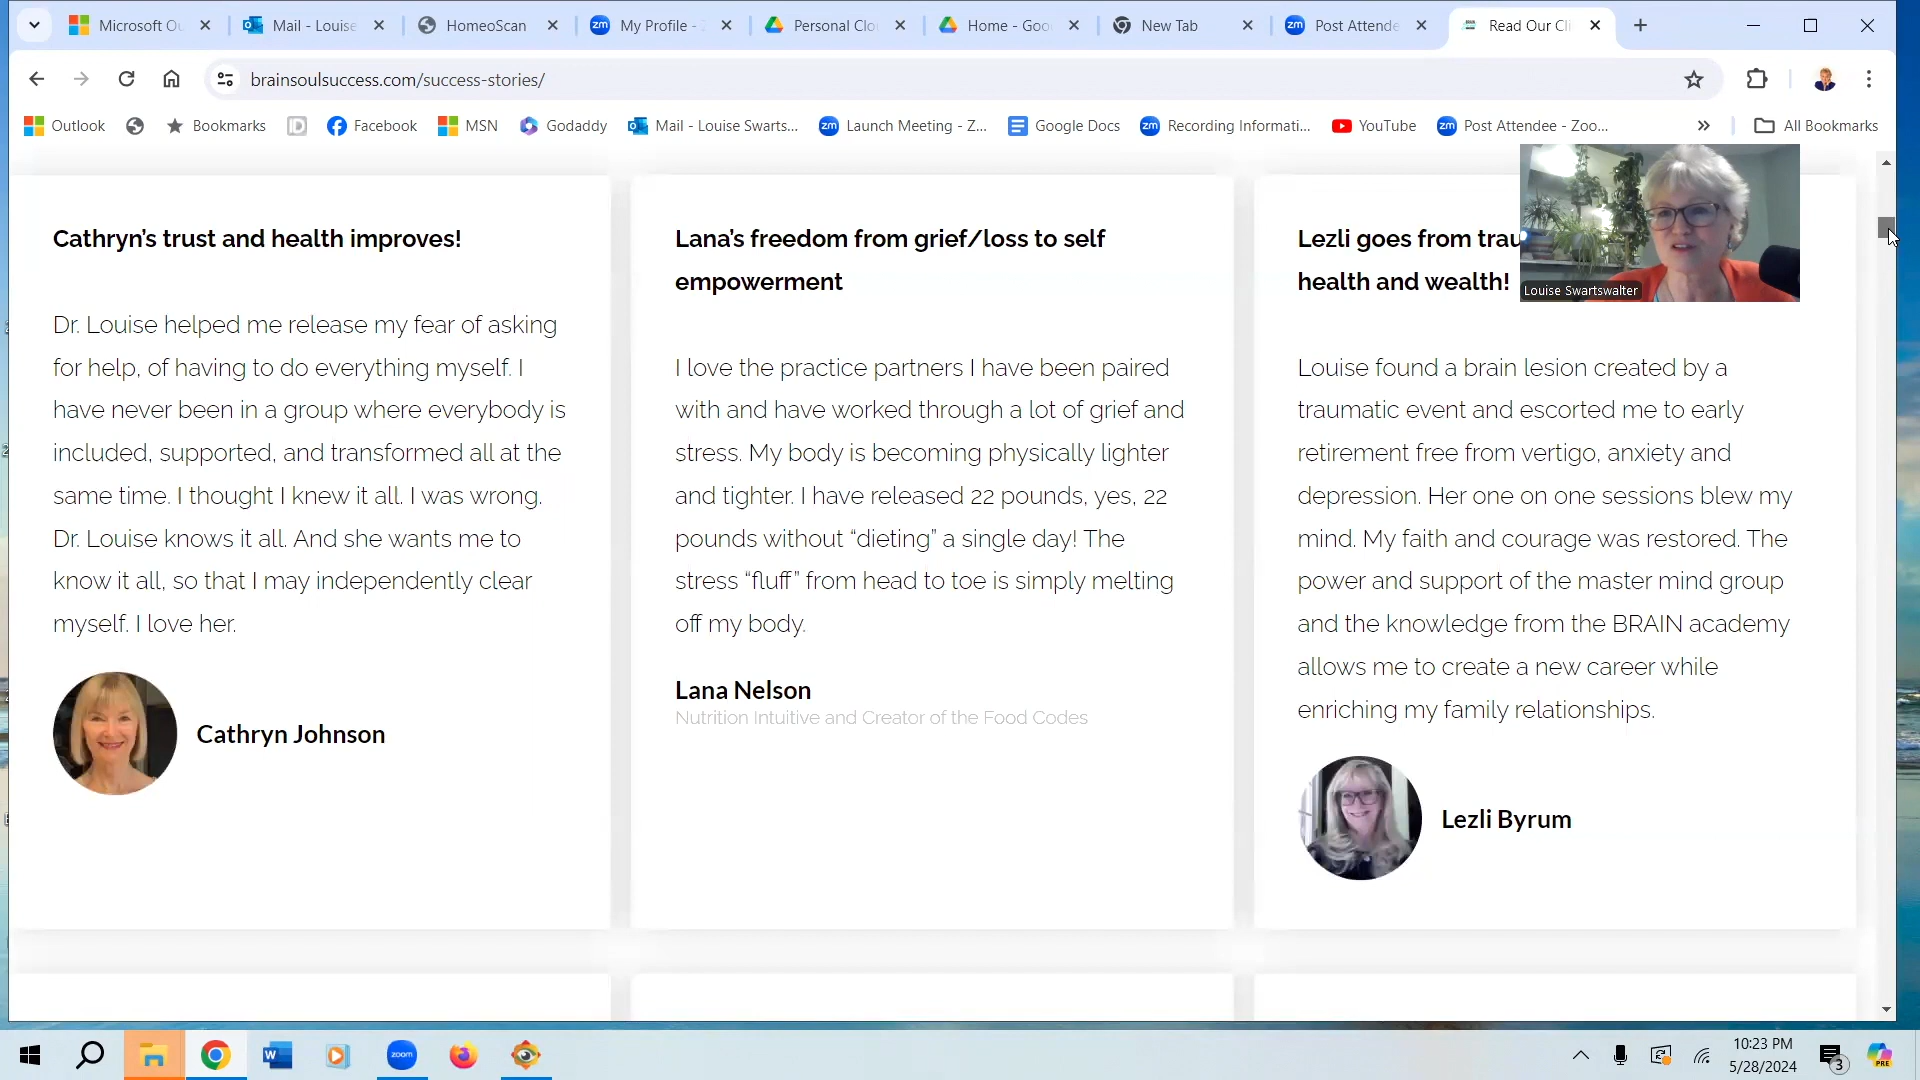 Microsoft Ou
Mail - Louise
HomeoScan
My Profile -
Personal Clo
Home - Goo
New Tab
Post Attende
Read Our Cli
brainsoulsuccess.com/success-stories/
Outlook
Bookmarks
Facebook
MSN
Godaddy
Mail - Louise Swarts...
Launch Meeting - Z...
Google Docs
Recording Informati...
YouTube
Post Attendee - Zoo...
All Bookmarks
Cathryn's trust and health improves!
Dr. Louise helped me release my fear of asking
for help, of having to do everything myself. I
have never been in a group where everybody is
included, supported, and transformed all at the
same time. I thought I knew it all. I was wrong.
Dr. Louise knows it all. And she wants me to
know it all, so that I may independently clear
myself. I love her.
Cathryn Johnson
Lana's freedom from grief/loss to self
empowerment
I love the practice partners I have been paired
with and have worked through a lot of grief and
stress. My body is becoming physically lighter
and tighter. I have released 22 pounds, yes, 22
pounds without “dieting” a single day! The
stress “fluff” from head to toe is simply melting
off my body.
Lana Nelson
Nutrition Intuitive and Creator of the Food Codes
Lezli goes from trau
health and wealth!
Louise Swartswalter
Louise found a brain lesion created by a
traumatic event and escorted me to early
retirement free from vertigo, anxiety and
depression. Her one on one sessions blew my
mind. My faith and courage was restored. The
power and support of the master mind group
and the knowledge from the BRAIN academy
allows me to create a new career while
enriching my family relationships.
Lezli Byrum
zoom
10:23 PM
5/28/2024
3
PRE